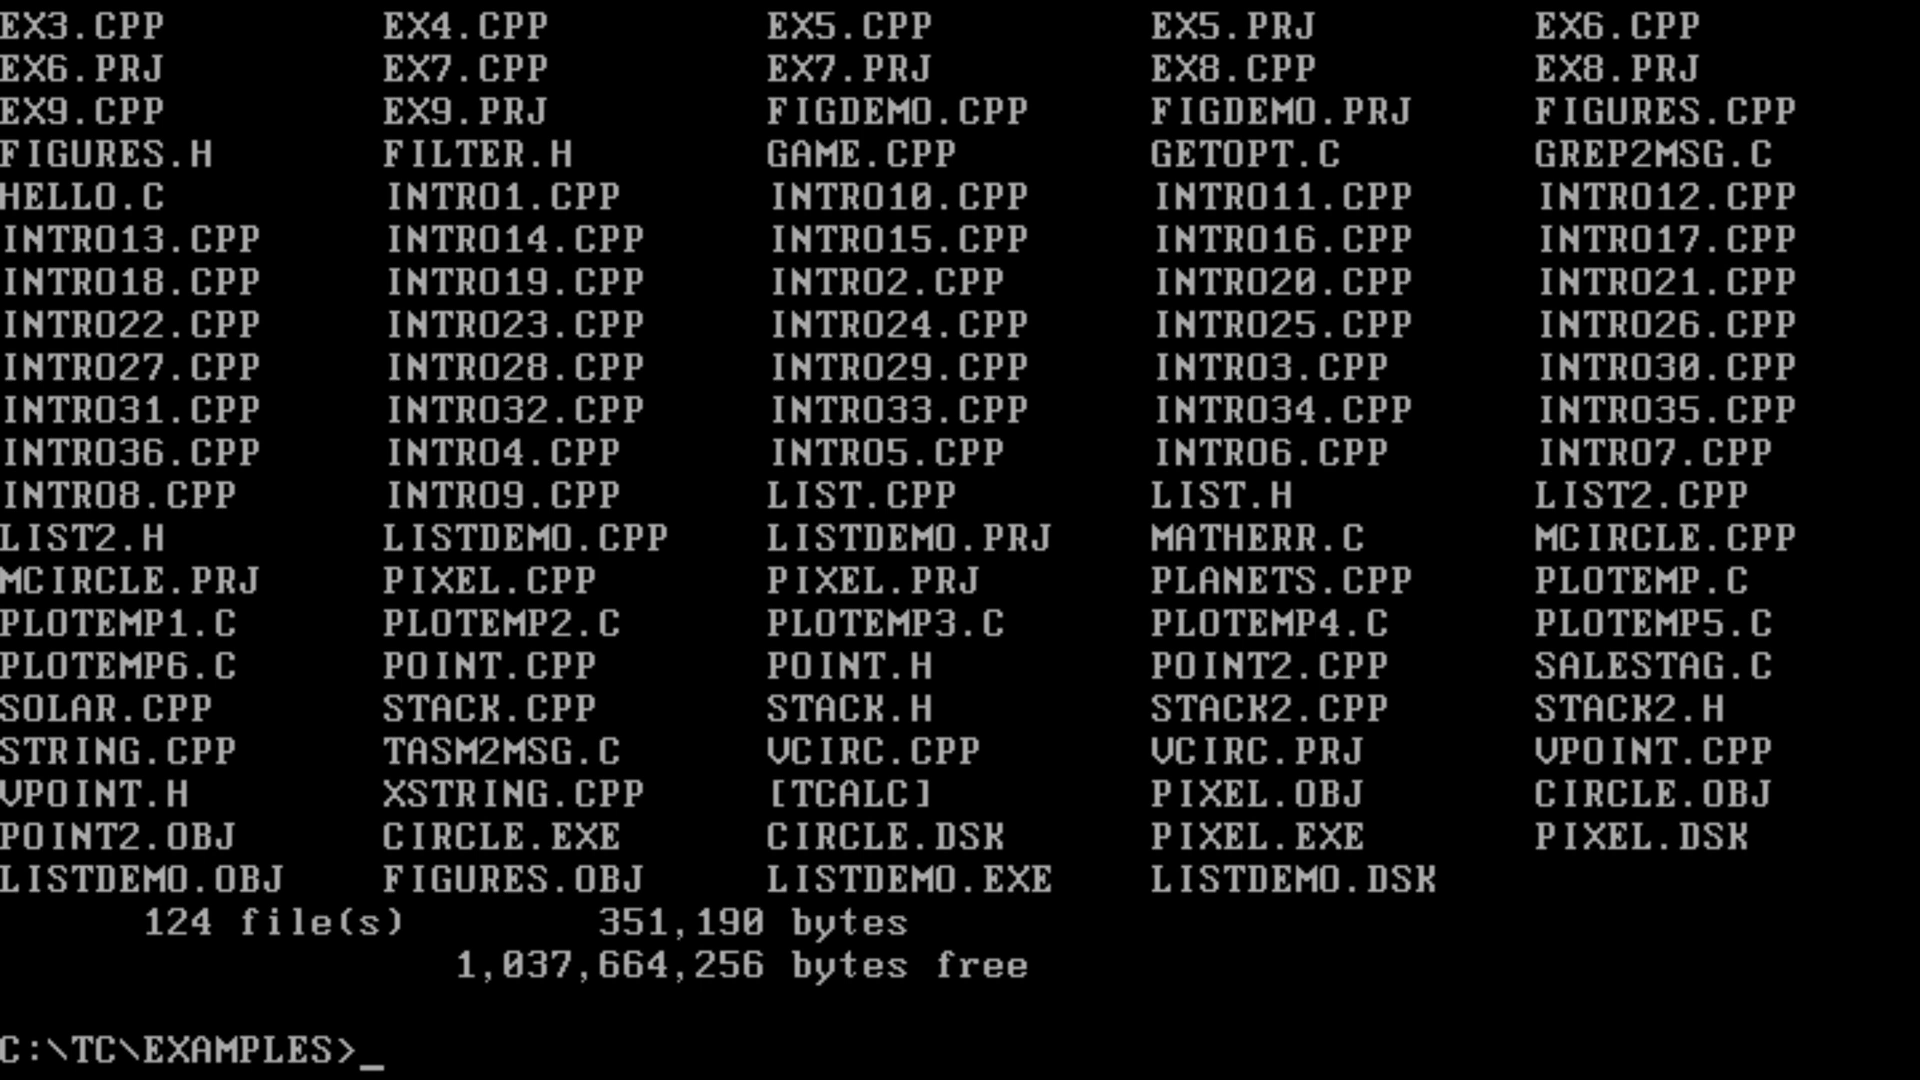 EX3.CPP EX4.CPP EX5.CPP EX5.PRJ EX6.CPP
EX6.PRJ EX7.CPP EX7.PRJ EX8.CPP EX8.PRJ
EX9.CPP EX9.PRJ FIGDEMO.CPP FIGDEMO.PRJ FIGURES.CPP
FIGURES.H FILTER.H GAME.CPP GETOPT.C GREP2MSG.C
HELLO.C INTRO1.CPP INTRO10.CPP INTRO11.CPP INTRO12.CPP
INTRO13.CPP INTRO14.CPP INTRO15.CPP INTRO16.CPP INTRO17.CPP
INTRO18.CPP INTRO19.CPP INTRO2.CPP INTRO20.CPP INTRO21.CPP
INTRO22.CPP INTRO23.CPP INTRO24.CPP INTRO25.CPP INTRO26.CPP
INTRO27.CPP INTRO28.CPP INTRO29.CPP INTRO3.CPP INTRO30.CPP
INTRO31.CPP INTRO32.CPP INTRO33.CPP INTRO34.CPP INTRO35.CPP
INTRO36.CPP INTRO4.CPP INTRO5.CPP INTRO6.CPP INTRO7.CPP
INTRO8.CPP INTRO9.CPP LIST.CPP LIST.H LIST2.CPP
LIST2.H LISTDEMO.CPP LISTDEMO.PRJ MATHERR.C MCIRCLE.CPP
MCIRCLE.PRJ PIXEL.CPP PIXEL.PRJ PLANETS.CPP PLOTEMP.C
PLOTEMP1.C PLOTEMP2.C PLOTEMP3.C PLOTEMP4.C PLOTEMP5.C
PLOTEMP6.C POINT.CPP POINT.H POINT2.CPP SALESTAG.C
SOLAR.CPP STACK.CPP STACK.H STACK2.CPP STACK2.H
STRING.CPP TASM2MSG.C VCIRC.CPP VCIRC.PRJ VPOINT.CPP
VPOINT.H XSTRING.CPP [TCALC] PIXEL.OBJ CIRCLE.OBJ
POINT2.OBJ CIRCLE.EXE CIRCLE.DSK PIXEL.EXE PIXEL.DSK
LISTDEMO.OBJ FIGURES.OBJ LISTDEMO.EXE LISTDEMO.DSK
124 file(s) 351,190 bytes
1,037,664,256 bytes free
C:\TC\EXAMPLES>_